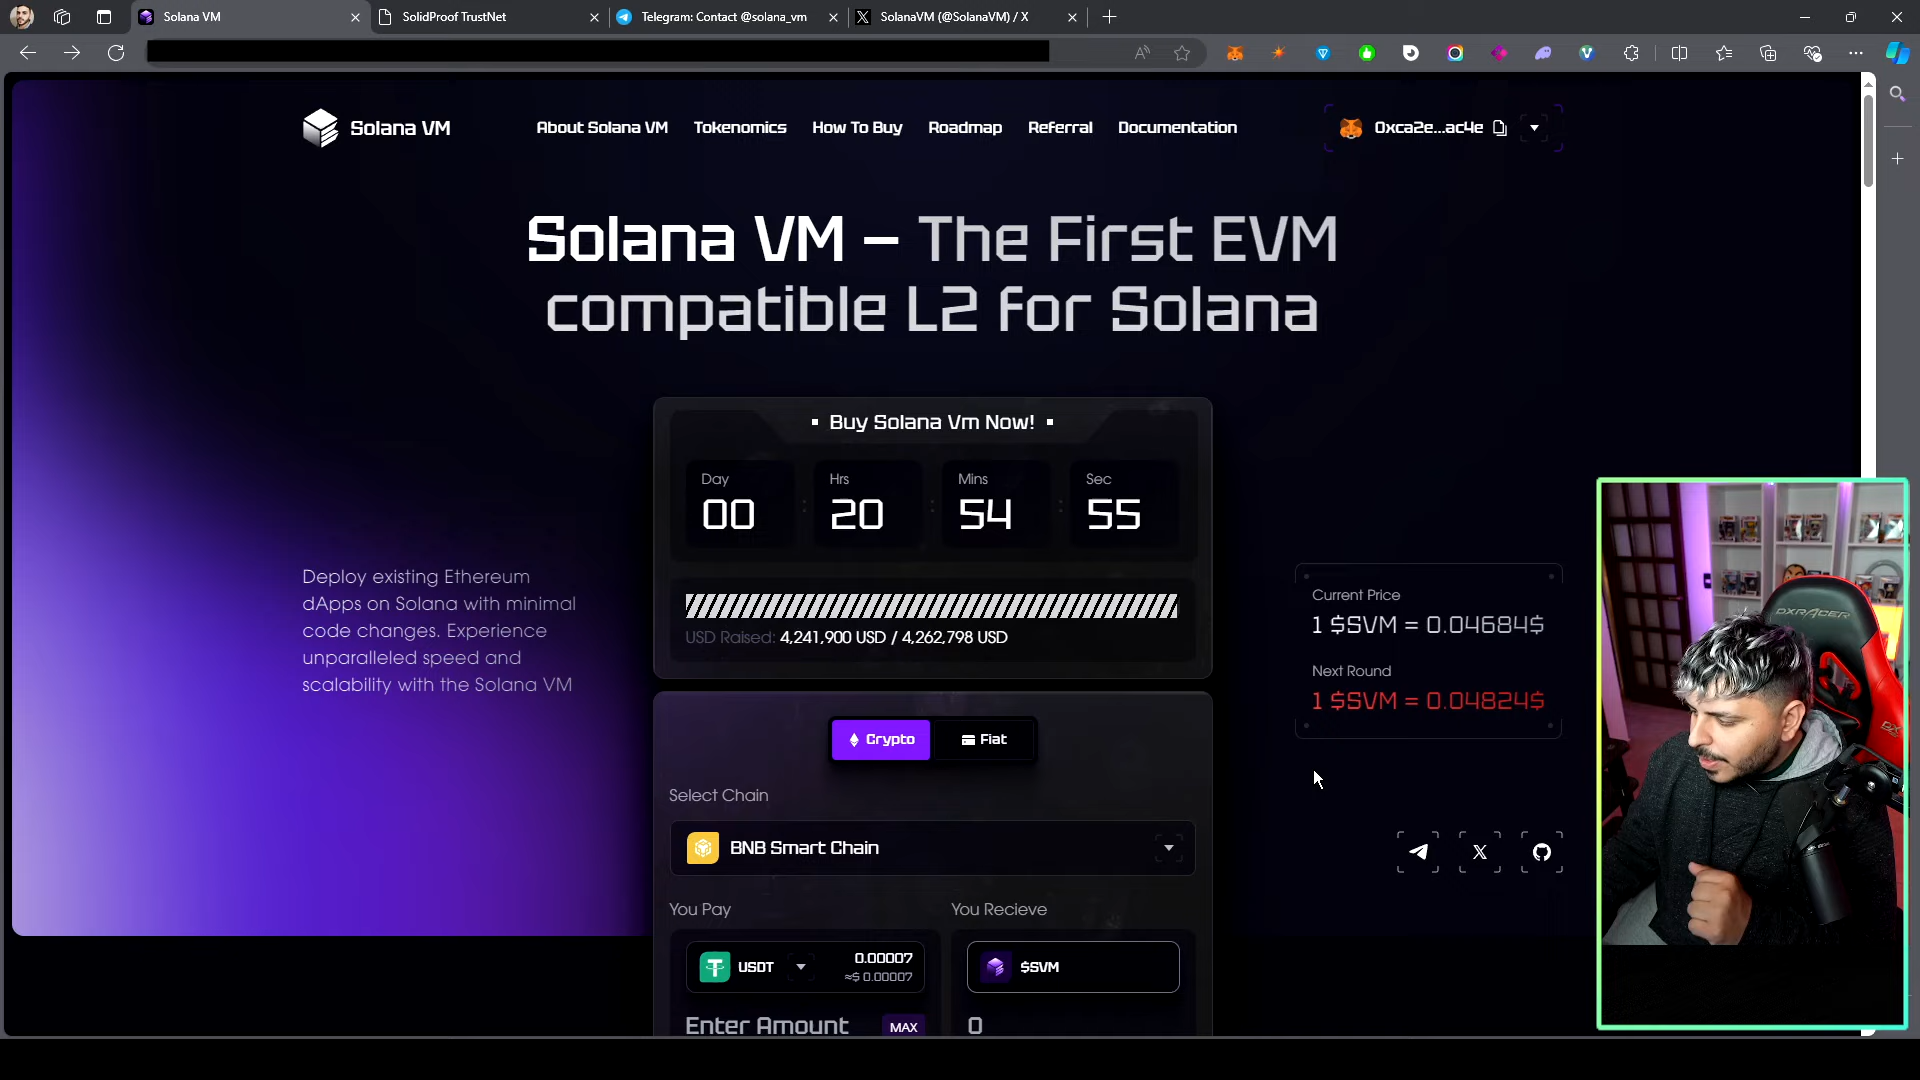 Solana VM
SolidProof TrustNet
Telegram: Contact @solana_vm
SolanaVM (@SolanaVM) / X
Solana VM
About Solana VM
Tokenomics
How To Buy
Roadmap
Referral
Documentation
0xca2e...ac4e
Solana VM – The First EVM
compatible L2 for Solana
Buy Solana Vm Now!
Day
Hrs
Mins
Sec
00 : 20 : 54 : 55
USD Raised: 4,241,900 USD / 4,262,798 USD
Deploy existing Ethereum
dApps on Solana with minimal
code changes. Experience
unparalleled speed and
scalability with the Solana VM
Current Price
1 $SVM = 0.04684$
Next Round
1 $SVM = 0.04824$
Crypto
Fiat
Select Chain
BNB Smart Chain
You Pay
You Recieve
USDT
0.00007
≈$ 0.00007
$SVM
Enter Amount
MAX
0
DXRACER